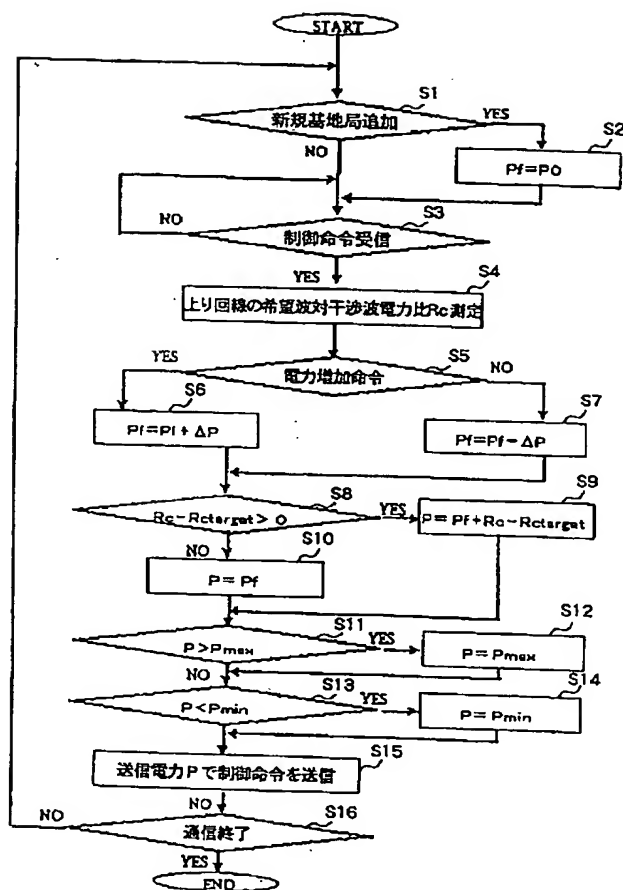 START
S1
新規基地局追加
YES
S2
NO
Pf=P0
S3
NO
制御命令受信
YES
S4
上り回線の希望波対干渉波電力比Rc測定
S5
YES
NO
電力増加命令
S6
S7
Pf=Pf+ΔP
Pf=Pf-ΔP
S8
S9
Rc-Rctarget>0
YES
P=Pf+Rc-Rctarget
S10
NO
P=Pf
S11
S12
P>Pmax
YES
P=Pmax
NO
S13
S14
P<Pmin
YES
P=Pmin
S15
送信電力Pで制御命令を送信
NO
S16
NO
通信終了
YES
END